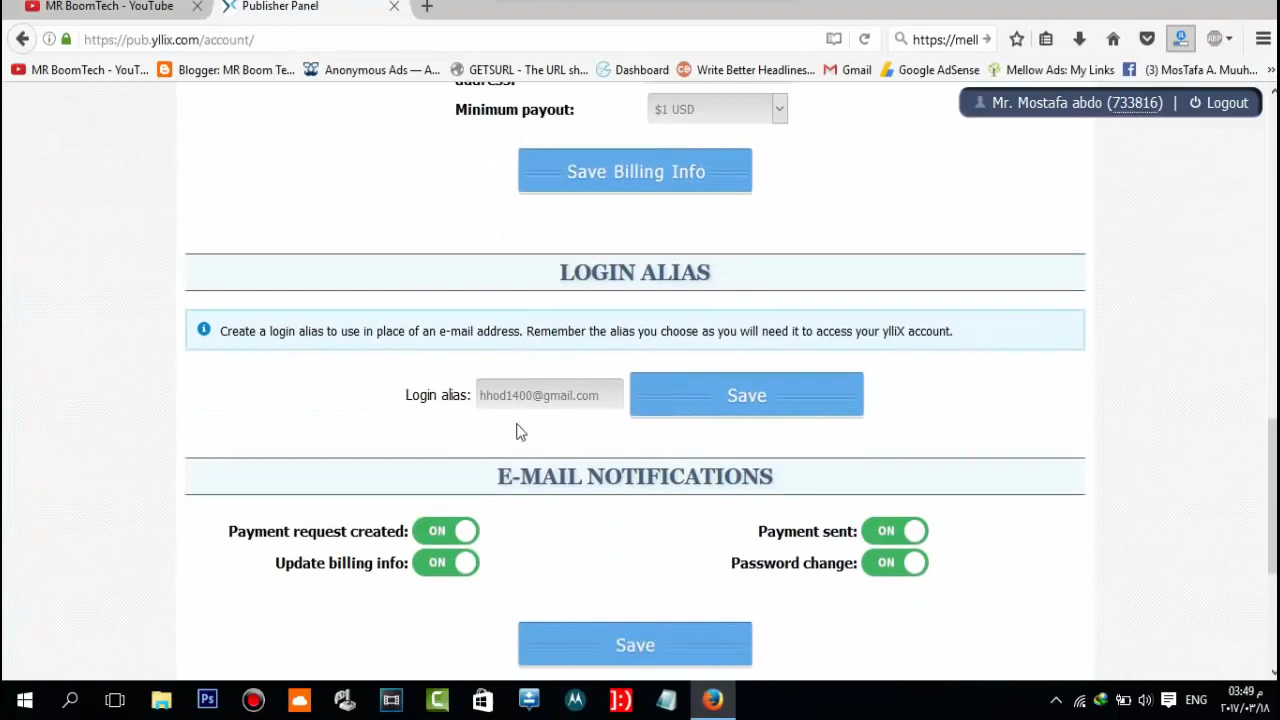 MR BoomTech - YouTube
Publisher Panel
https://pub.yllix.com/account/
https://mell
MR BoomTech - YouT...
Blogger: MR Boom Te...
Anonymous Ads — A...
GETSURL - The URL sh...
Dashboard
Write Better Headlines...
Gmail
Google AdSense
Mellow Ads: My Links
(3) MosTafa A. Muuh...
Mr. Mostafa abdo (733816) | Logout
Minimum payout: $1 USD
Save Billing Info
LOGIN ALIAS
Create a login alias to use in place of an e-mail address. Remember the alias you choose as you will need it to access your ylliX account.
Login alias: hhod1400@gmail.com Save
E-MAIL NOTIFICATIONS
Payment request created: ON Payment sent: ON
Update billing info: ON Password change: ON
Save
ENG
03:49 م
٢٠١٧/٠٣/١٨